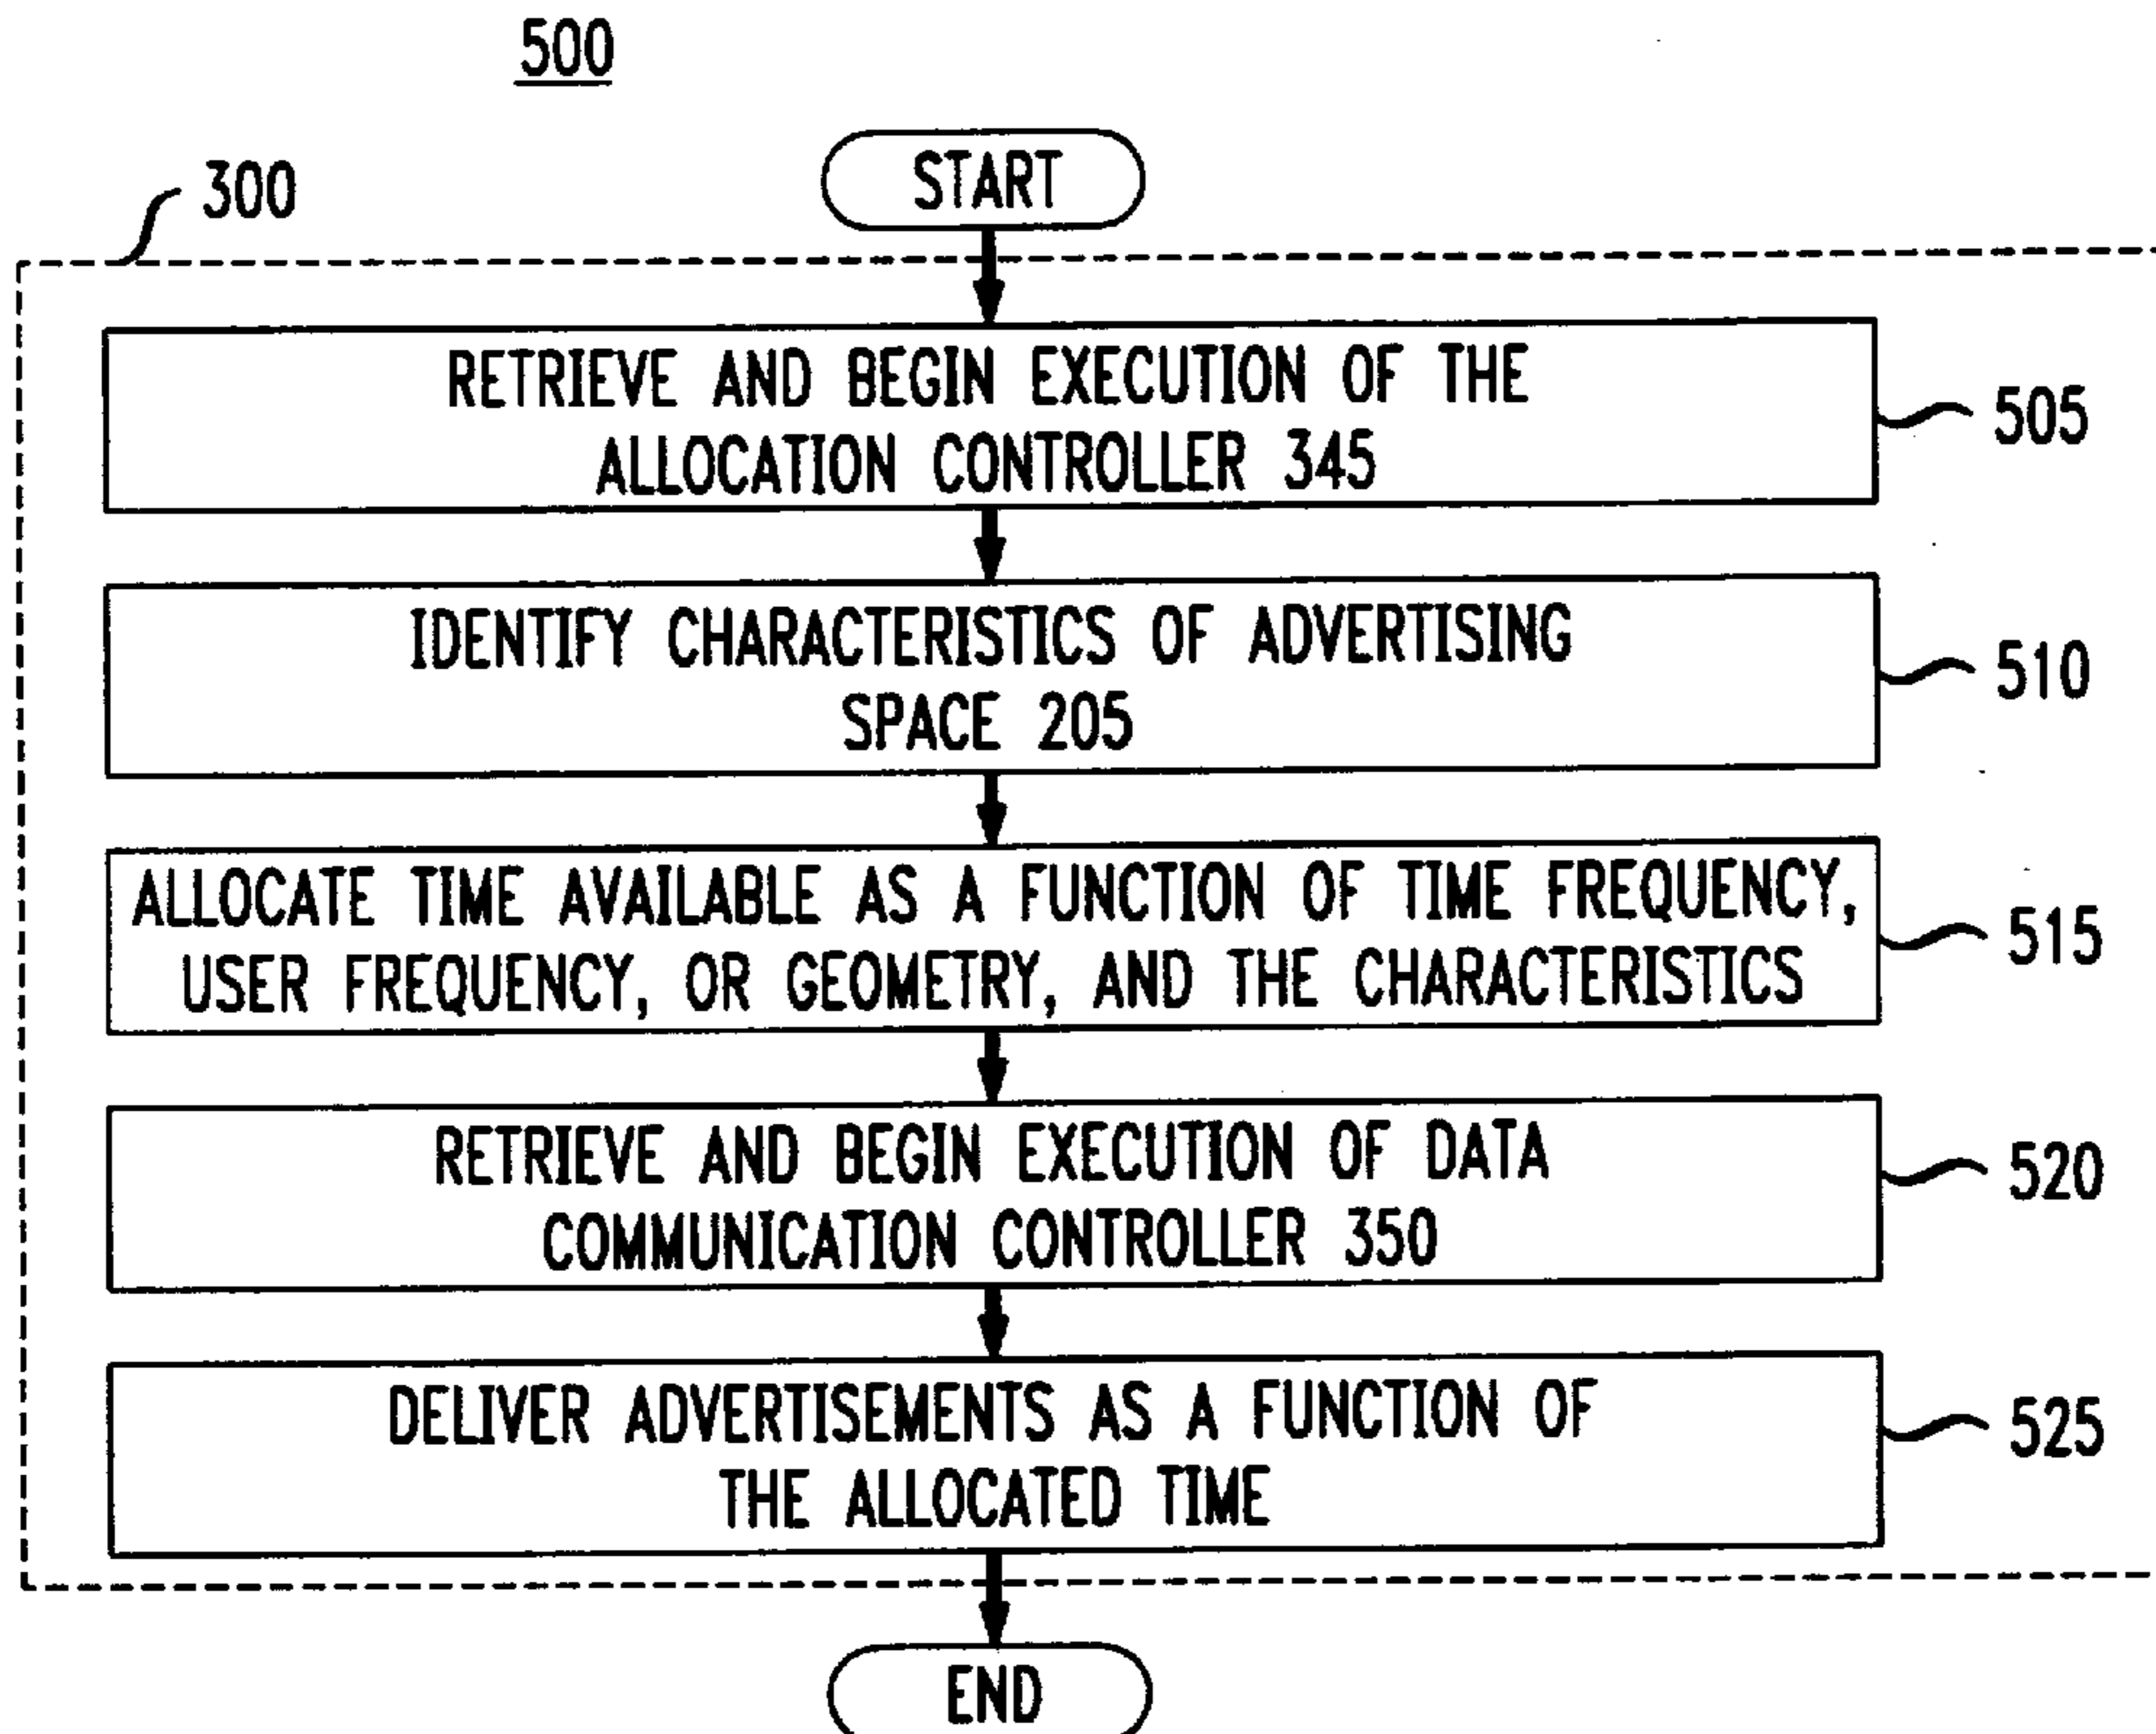 500
300
START
RETRIEVE AND BEGIN EXECUTION OF THE
ALLOCATION CONTROLLER 345
505
IDENTIFY CHARACTERISTICS OF ADVERTISING
SPACE 205
510
ALLOCATE TIME AVAILABLE AS A FUNCTION OF TIME FREQUENCY,
USER FREQUENCY, OR GEOMETRY, AND THE CHARACTERISTICS
515
RETRIEVE AND BEGIN EXECUTION OF DATA
COMMUNICATION CONTROLLER 350
520
DELIVER ADVERTISEMENTS AS A FUNCTION OF
THE ALLOCATED TIME
525
END